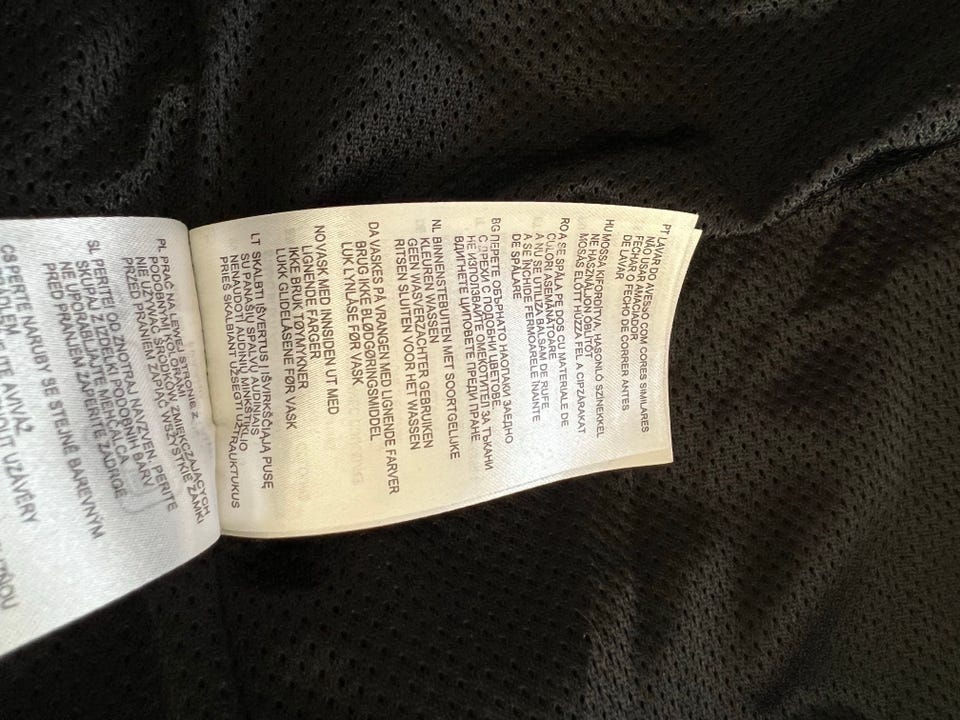 PT LAVAR DO AVESSO COM CORES SIMILARES
NÃO USAR O AMACIADOR
FECHAR O FECHO DE CORRER ANTES
DE LAVAR
HU MOSSA KIFORDÍTVA, HASONLÓ SZÍNEKKEL
NE HASZNÁLJON ÖBLÍTŐT
MOSÁS ELŐTT HÚZZA FEL A CIPZÁRAKAT
RO A SE SPĂLA PE DOS CU MATERIALE DE
CULORI ASEMĂNĂTOARE
A NU SE UTILIZA BALSAM DE RUFE
A SE ÎNCHIDE FERMOARELE ÎNAINTE
DE SPĂLARE
BG ПЕРЕТЕ ОБЪРНАТО НАОПАКИ ЗАЕДНО
С ДРЕХИ С ПОДОБНИ ЦВЕТОВЕ.
НЕ ИЗПОЛЗВАЙТЕ ОМЕКОТИТЕЛ ЗА ТЪКАНИ
ВДИГНЕТЕ ЦИПОВЕТЕ ПРЕДИ ПРАНЕ
NL BINNENSTEBUITEN MET SOORTGELIJKE
KLEUREN WASSEN
GEEN WASVERZACHTER GEBRUIKEN
RITSEN SLUITEN VOOR HET WASSEN
DA VASKES PÅ VRANGEN MED LIGNENDE FARVER
BRUG IKKE BLØDGØRINGSMIDDEL
LUK LYNLÅSE FØR VASK
NO VASK MED INNSIDEN UT MED
LIGNENDE FARGER
IKKE BRUK TØYMYKNER
LUKK GLIDELÅSENE FØR VASK
LT SKALBTI IŠVERTUS IŠVIRKŠČIĄJĄ PUSĘ
SU PANAŠIŲ SPALVŲ AUDINIAIS
NENAUDOTI AUDINIŲ MINKŠTIKLIO
PRIEŠ SKALBIANT UŽSEGTI UŽTRAUKTUKUS
PL PRAĆ NA LEWEJ STRONIE Z
PODOBNYMI KOLORAMI
NIE UŻYWAĆ ŚRODKÓW ZMIĘKCZAJĄCYCH
PRZED PRANIEM ZAPIĄĆ WSZYSTKIE ZAMKI
SL PERITE OD ZNOTRAJ NAVZVEN, PERITE
SKUPAJ Z IZDELKI PODOBNIH BARV
NE UPORABLJAJTE MEHČALCA
PRED PRANJEM ZAPRITE ZADRGE
CS PERTE NARUBY SE STEJNĚ BAREVNÝM
PRÁDLEM
AVIVÁŽ
UZÁVĚRY